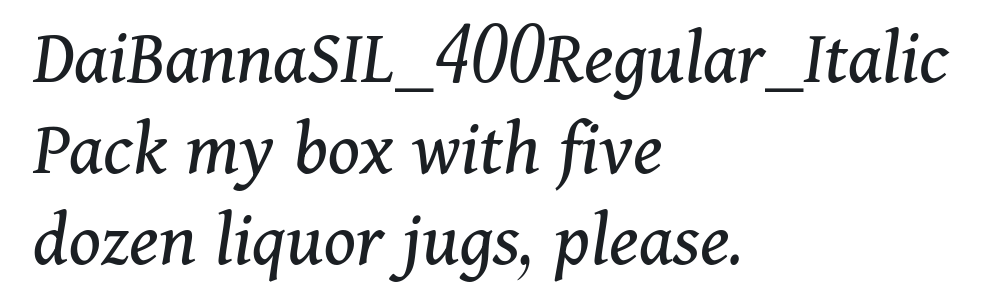 DaiBannaSIL_400Regular_Italic
Pack my box with five
dozen liquor jugs, please.